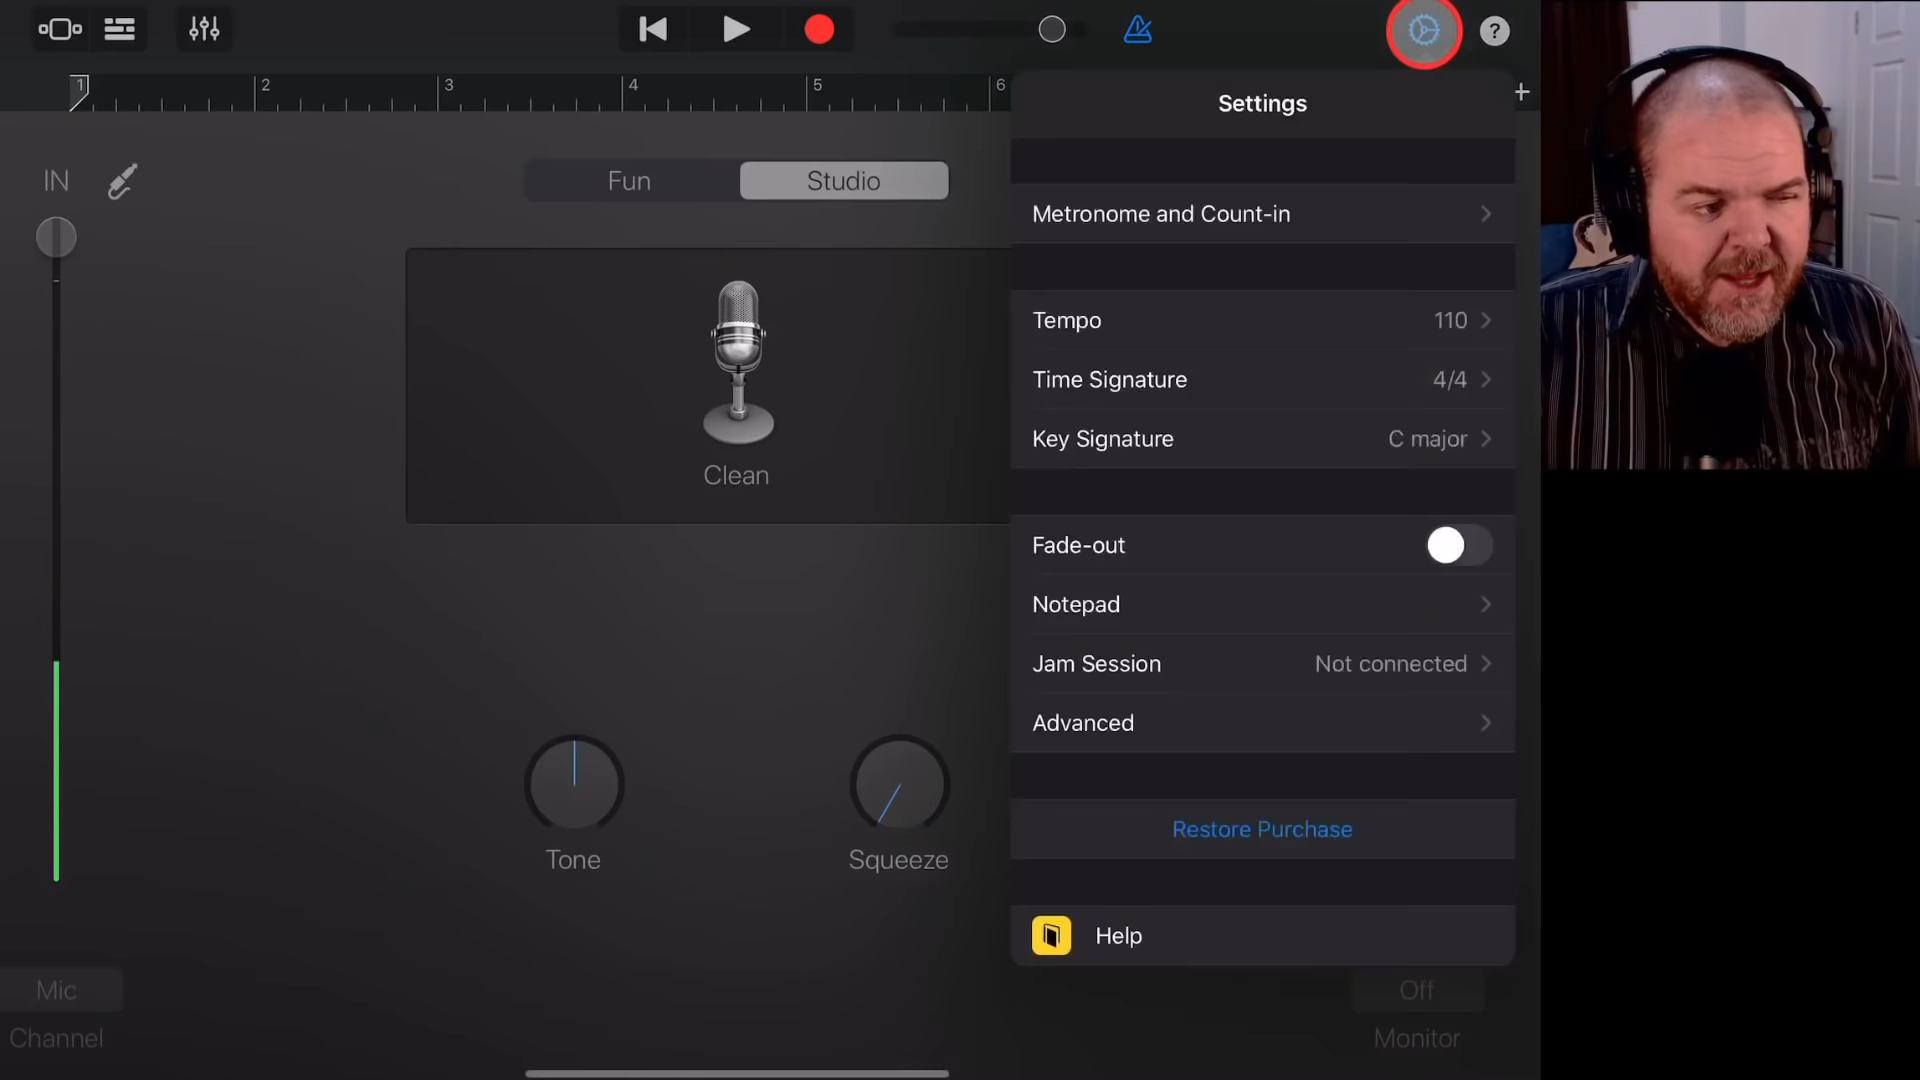 ?
1 2 3 4 5 6 +
Settings
IN
Fun Studio
Metronome and Count-in
Tempo 110
Time Signature 4/4
Key Signature C major
Clean
Fade-out
Notepad
Jam Session Not connected
Advanced
Restore Purchase
Tone Squeeze
Help
Mic Off
Channel Monitor